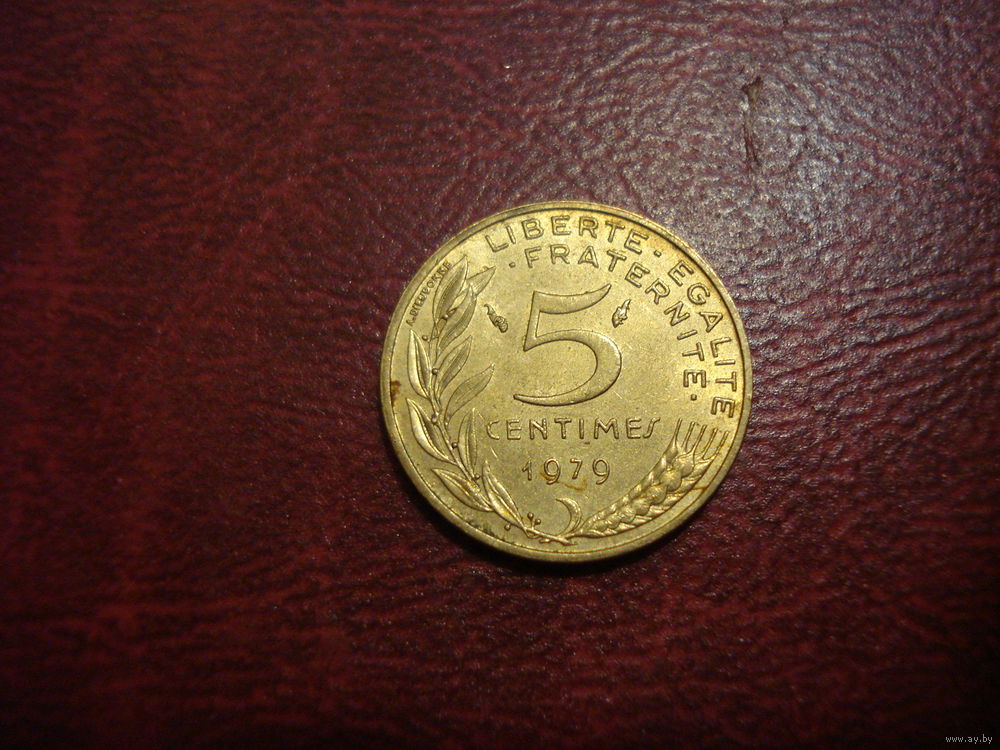 LIBERTE · EGALITE
· FRATERNITE ·
5
CENTIMES
1979
www.ay.by